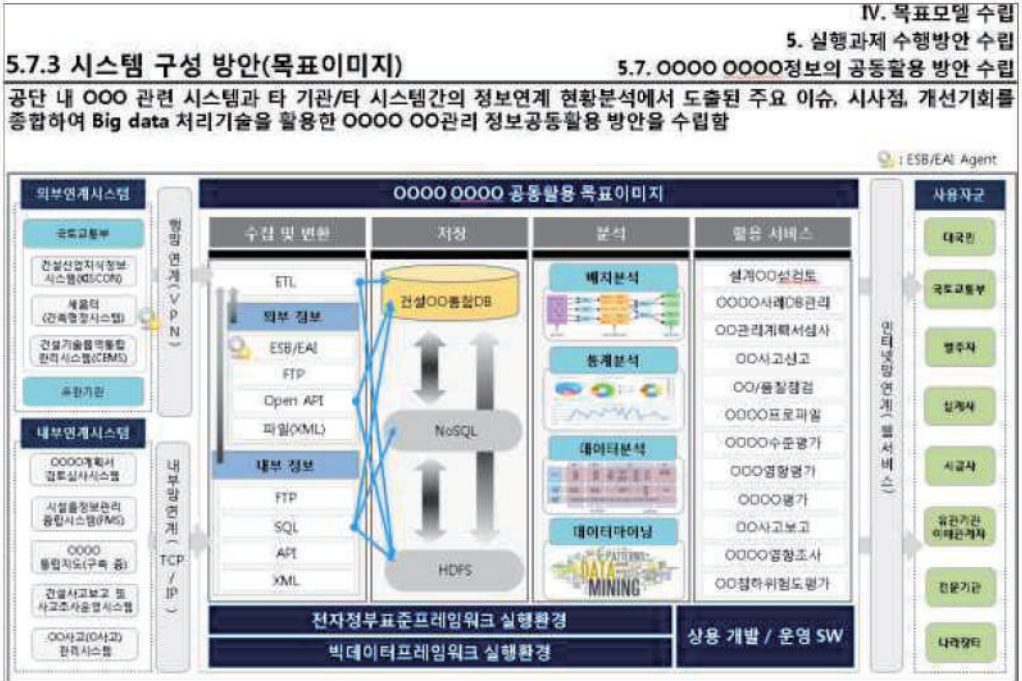 IV. 목표모델 수립
5. 실행과제 수행방안 수립
5.7.3 시스템 구성 방안(목표이미지)
5.7. OOOO OOOO정보의 공동활용 방안 수립
공단 내 OOO 관련 시스템과 타 기관/타 시스템간의 정보연계 현황분석에서 도출된 주요 이슈, 시사점, 개선기회를
종합하여 Big data 처리기술을 활용한 OOOO OO관리 정보공동활용 방안을 수립함
: ESB/EAI Agent
외부연계시스템
국토교통부
건설산업지식정보
시스템(KISCON)
세움터
(건축행정시스템)
건설기술용역통합
관리시스템(CEMS)
유관기관
내부연계시스템
OOOO계획서
검토심사시스템
시설물정보관리
종합시스템(FMS)
OOOO
통합지도(구축 중)
건설사고보고 및
사고조사운영시스템
OO사고(O사고)
관리시스템
행망 연계(VPN)
내부망연계(TCP/IP)
OOOO OOOO 공동활용 목표이미지
수집 및 변환
ETL
외부 정보
ESB/EAI
FTP
Open API
파일(XML)
내부 정보
FTP
SQL
API
XML
저장
건설OO통합DB
NoSQL
HDFS
분석
배치분석
통계분석
데이터분석
데이터마이닝
PATTERNS
DATA
MINING
활용 서비스
설계OO성검토
OOOO사례DB관리
OO관리계획서심사
OO사고신고
OO/품질점검
OOOO프로파일
OOOO수준평가
OOO영향평가
OOOO평가
OO사고보고
OOOO영향조사
OO침하위험도평가
전자정부표준프레임워크 실행환경
빅데이터프레임워크 실행환경
상용 개발 / 운영 SW
인터넷망연계(웹서비스)
사용자군
대국민
국토교통부
발주자
설계사
시공사
유관기관
이해관계자
전문기관
나라장터